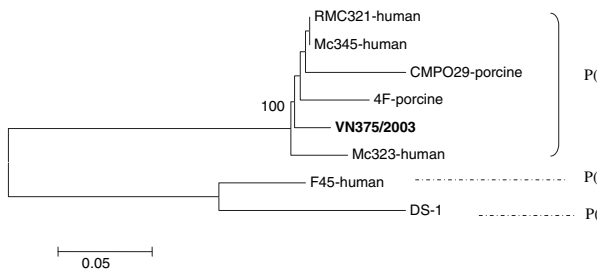 RMC321-human
Mc345-human
CMPO29-porcine P(
4F-porcine
100
VN375/2003
Mc323-human
F45-human P(
DS-1 P(
0.05